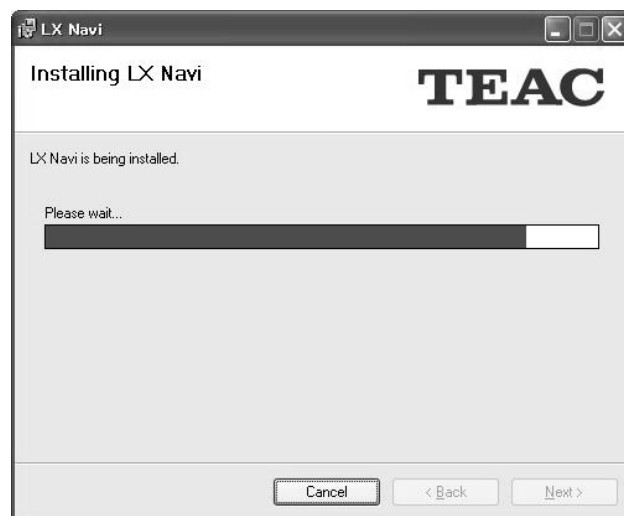 LX Navi
Installing LX Navi
TEAC
LX Navi is being installed.
Please wait...
Cancel
< Back
Next >